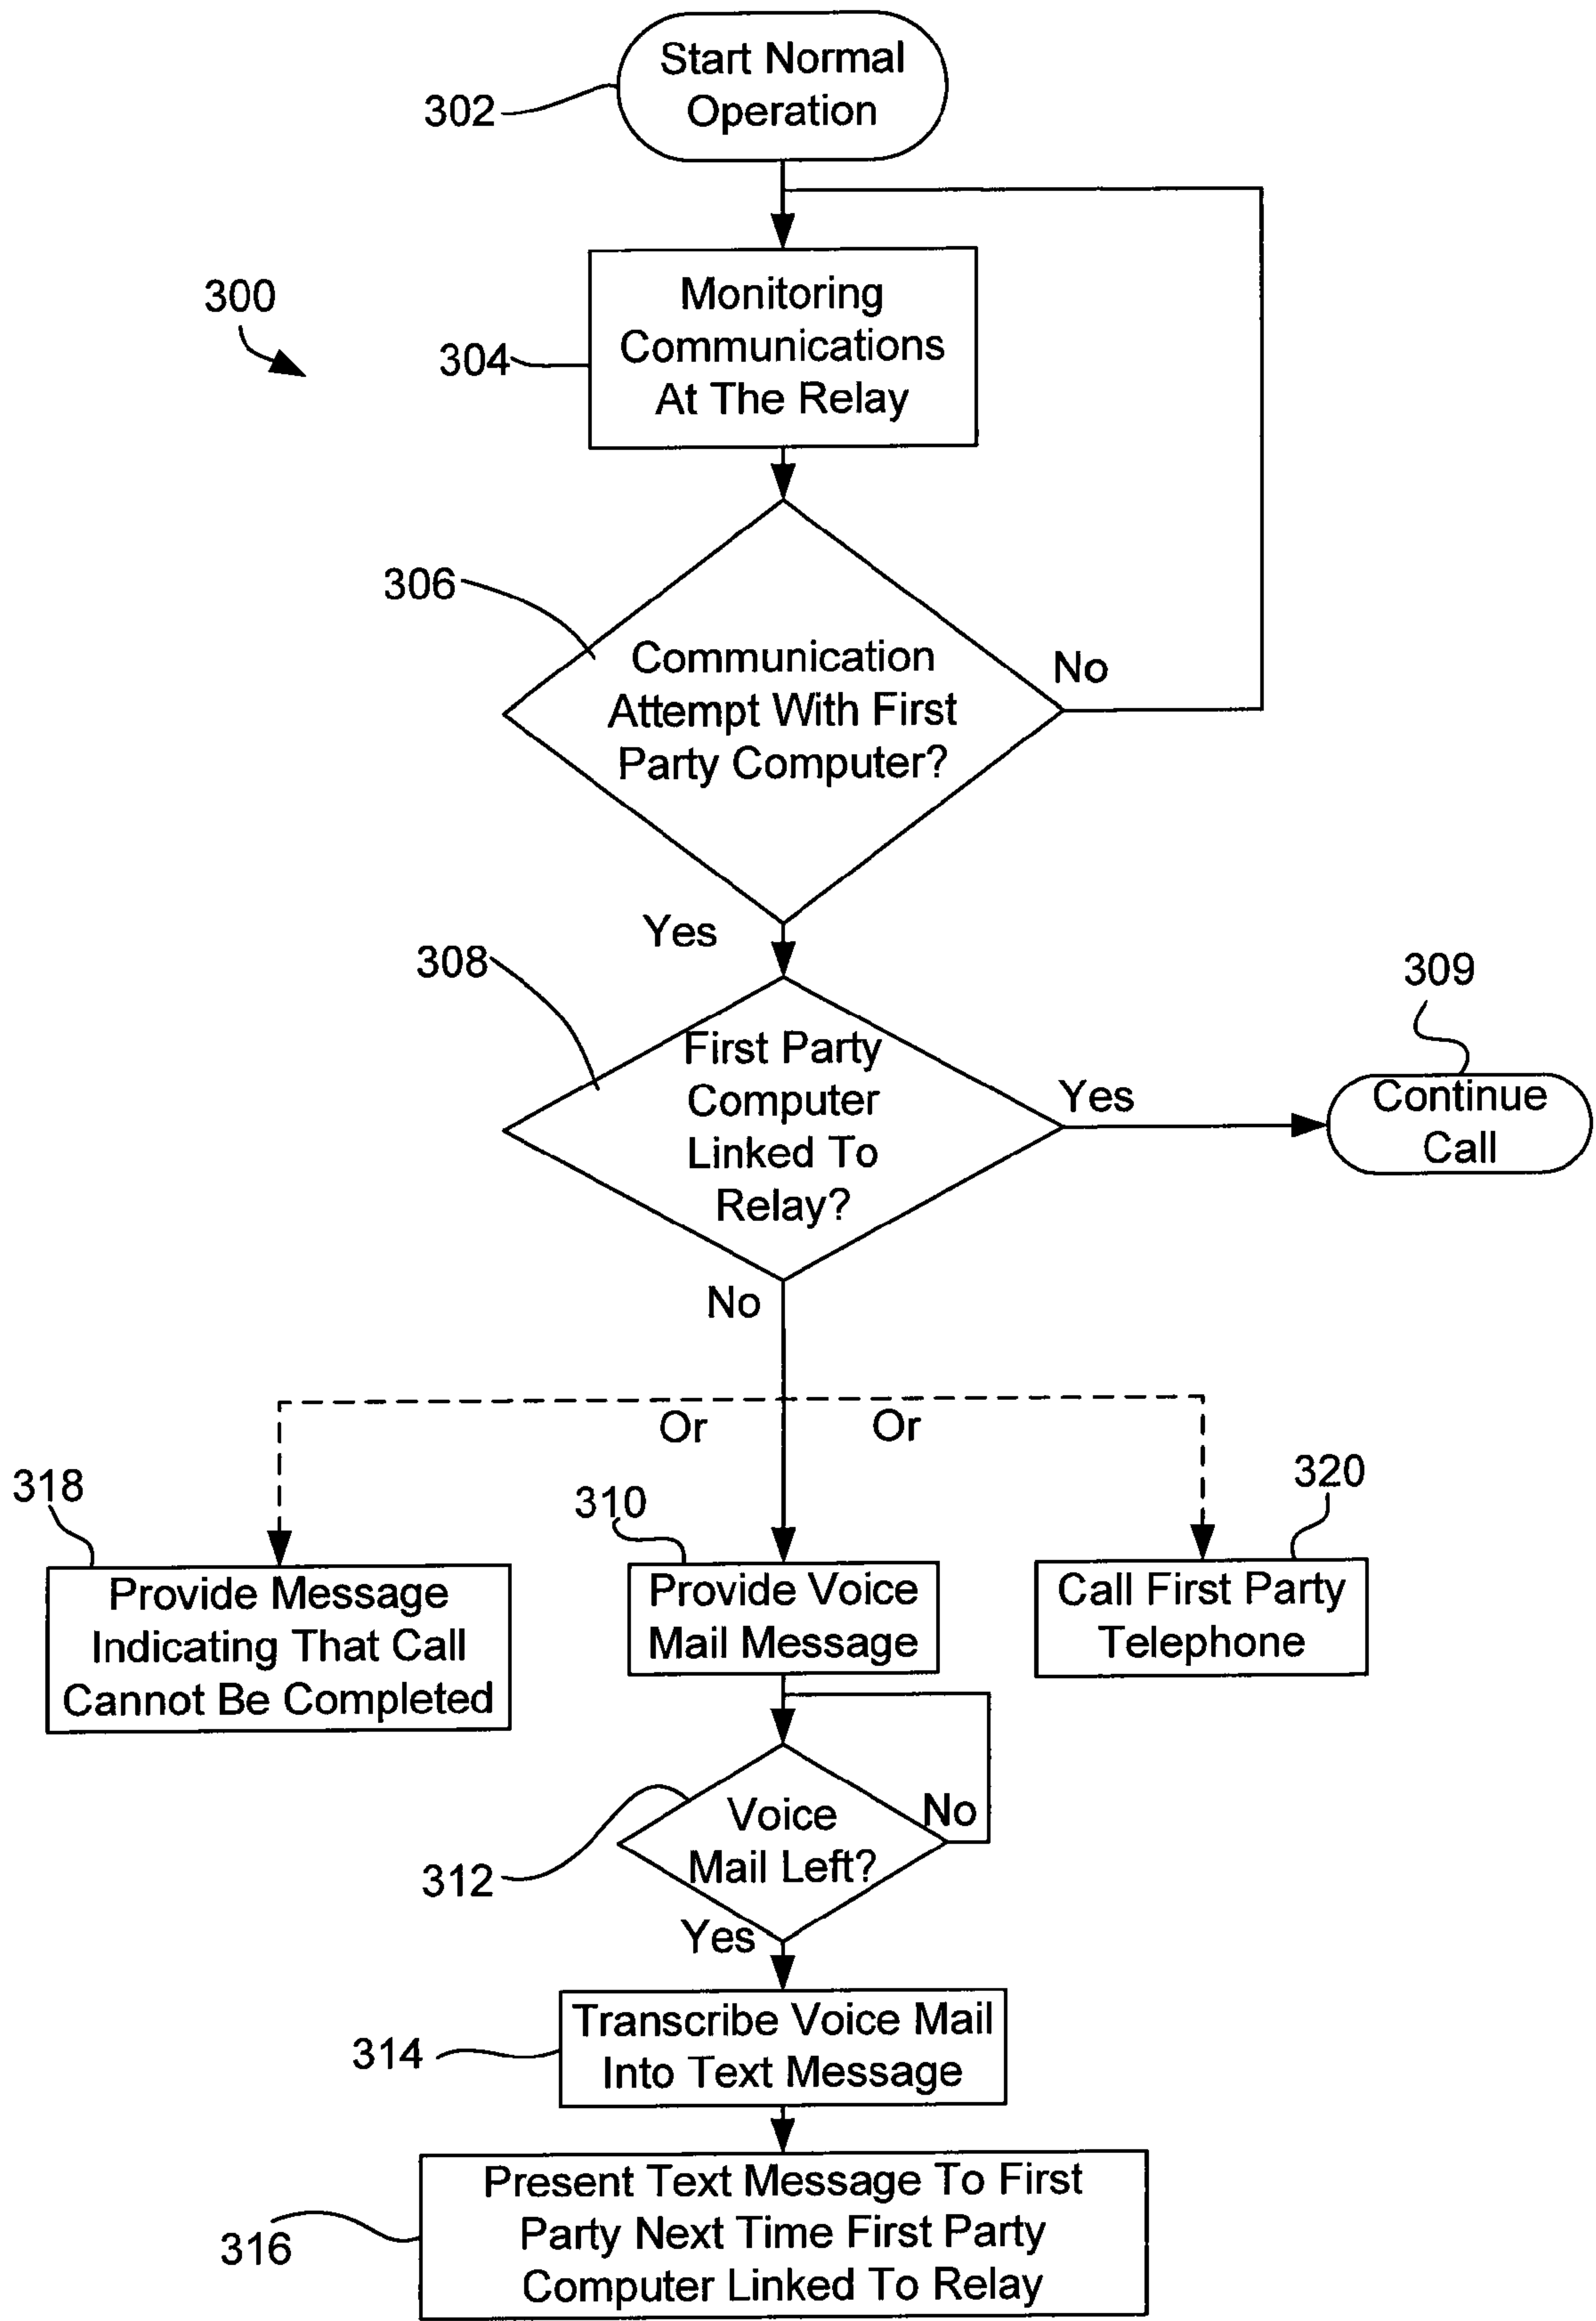 Start Normal
Operation
302
300
Monitoring
Communications
At The Relay
304
306
Communication
Attempt With First
Party Computer?
No
Yes
308
309
First Party
Computer
Linked To
Relay?
Yes
Continue
Call
No
Or
Or
318
310
320
Provide Message
Indicating That Call
Cannot Be Completed
Provide Voice
Mail Message
Call First Party
Telephone
Voice
Mail Left?
No
312
Yes
Transcribe Voice Mail
Into Text Message
314
Present Text Message To First
Party Next Time First Party
Computer Linked To Relay
316